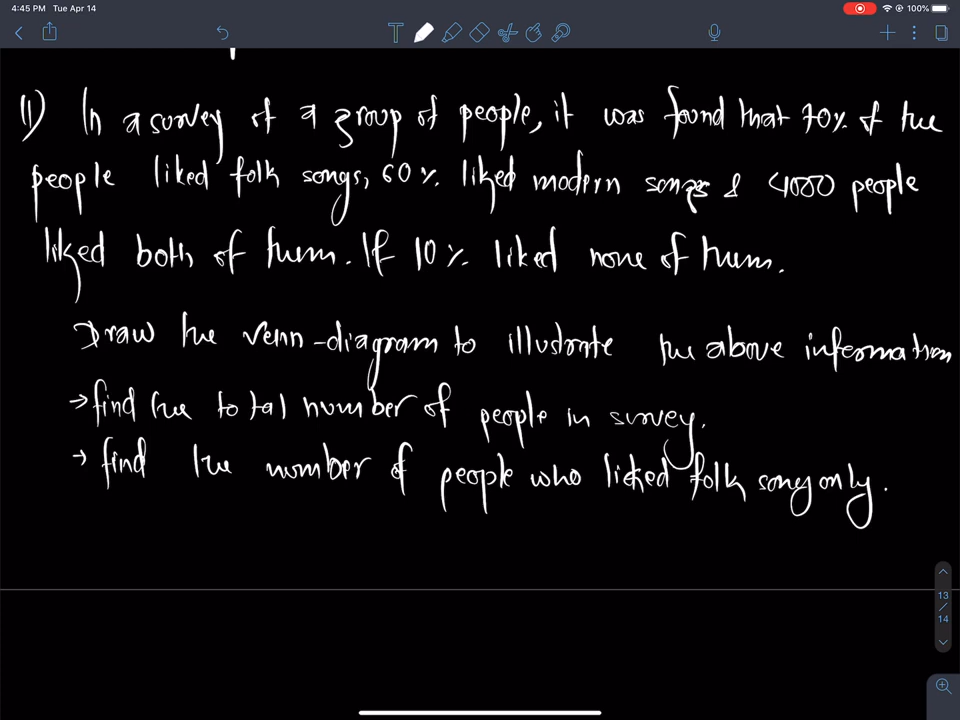 4:45 PM Tue Apr 14 100%
T
11) In a survey of a group of people, it was found that 70% of the
people liked folk songs, 60% liked modern songs & 4000 people
liked both of them. If 10% liked none of them.
Draw the venn-diagram to illustrate the above information
→ find the total number of people in survey.
→ find the number of people who licked folk song only.
13
/
14